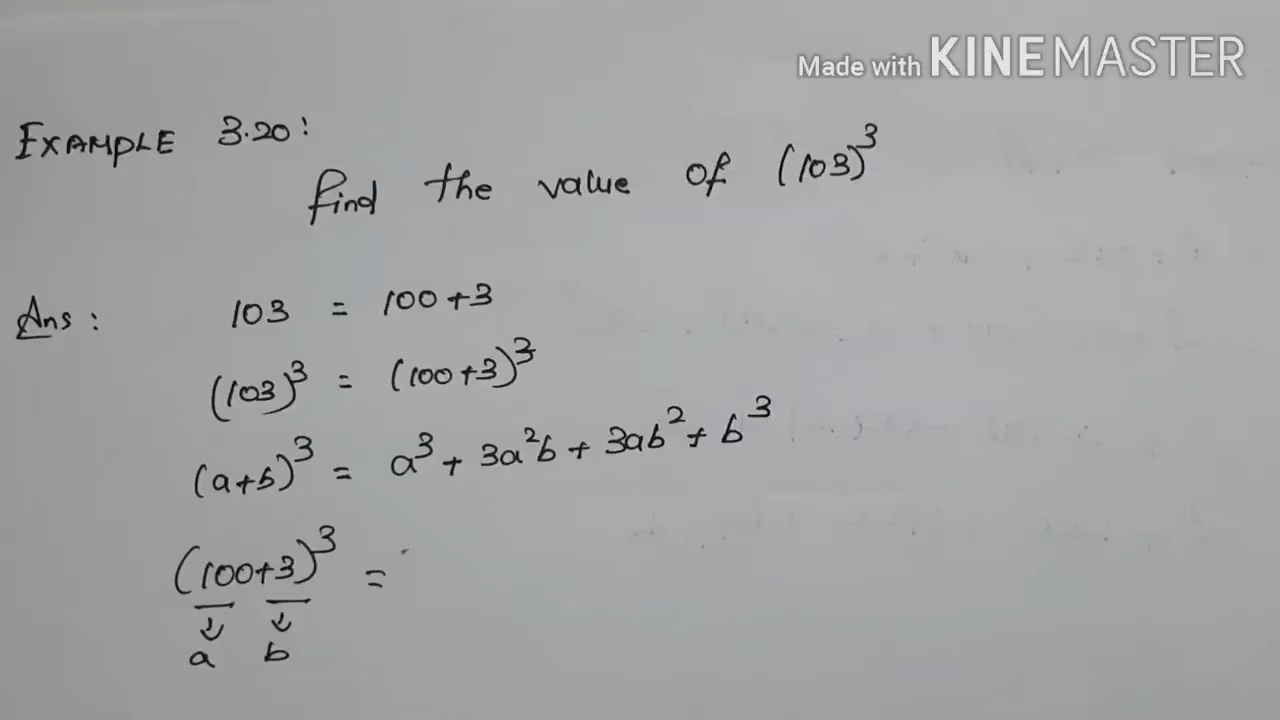 Made with KINEMASTER
EXAMPLE 3.20:
find the value of (103)³
Ans: 103 = 100+3
(103)³ = (100+3)³
(a+b)³ = a³ + 3a²b + 3ab² + b³
(100+3)³ =
a b